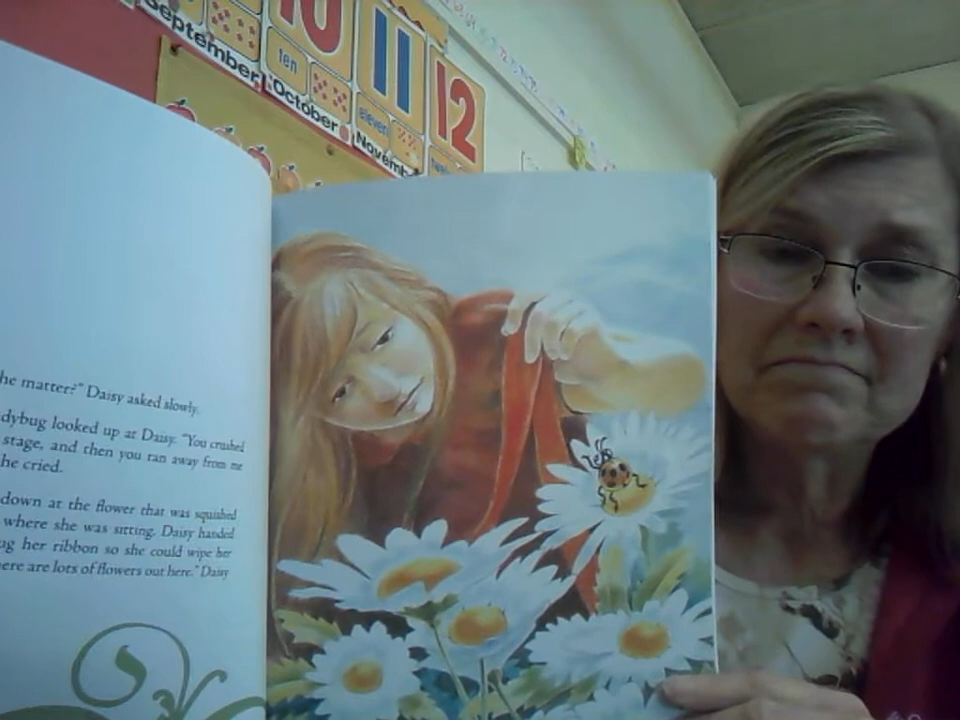 10
11
12
ten
eleven
September
October
Novemb
he matter?" Daisy asked slowly.
dybug looked up at Daisy. "You crushed
stage, and then you ran away from me
he cried.
down at the flower that was squished
where she was sitting. Daisy handed
ug her ribbon so she could wipe her
ere are lots of flowers out here." Daisy